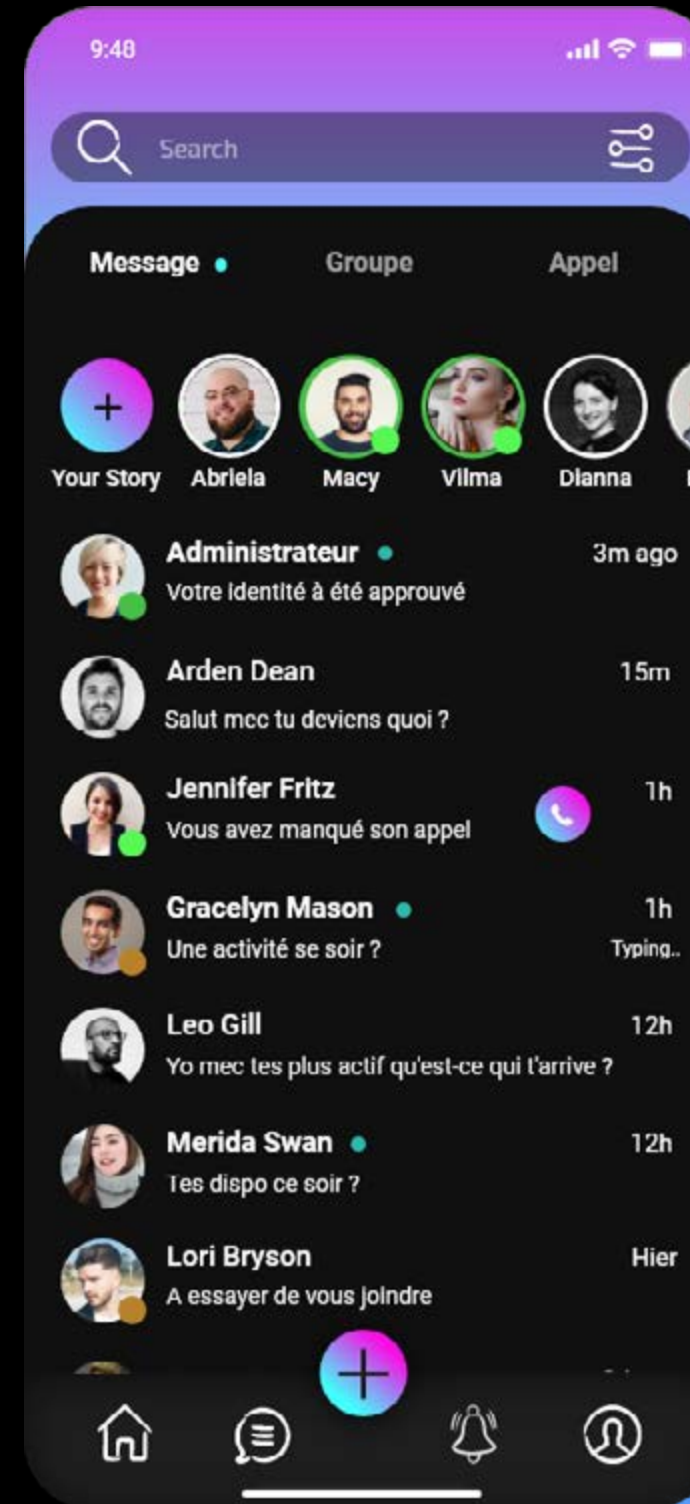 9:48
Search
Message Groupe Appel
Your Story Abriela Macy Vilma Dianna
Administrateur 3m ago
Votre identité à été approuvé
Arden Dean 15m
Salut mec tu deviens quoi ?
Jennifer Fritz 1h
Vous avez manqué son appel
Gracelyn Mason 1h
Une activité se soir ? Typing..
Leo Gill 12h
Yo mec tes plus actif qu'est-ce qui t'arrive ?
Merida Swan 12h
Tes dispo ce soir ?
Lori Bryson Hier
A essayer de vous joindre